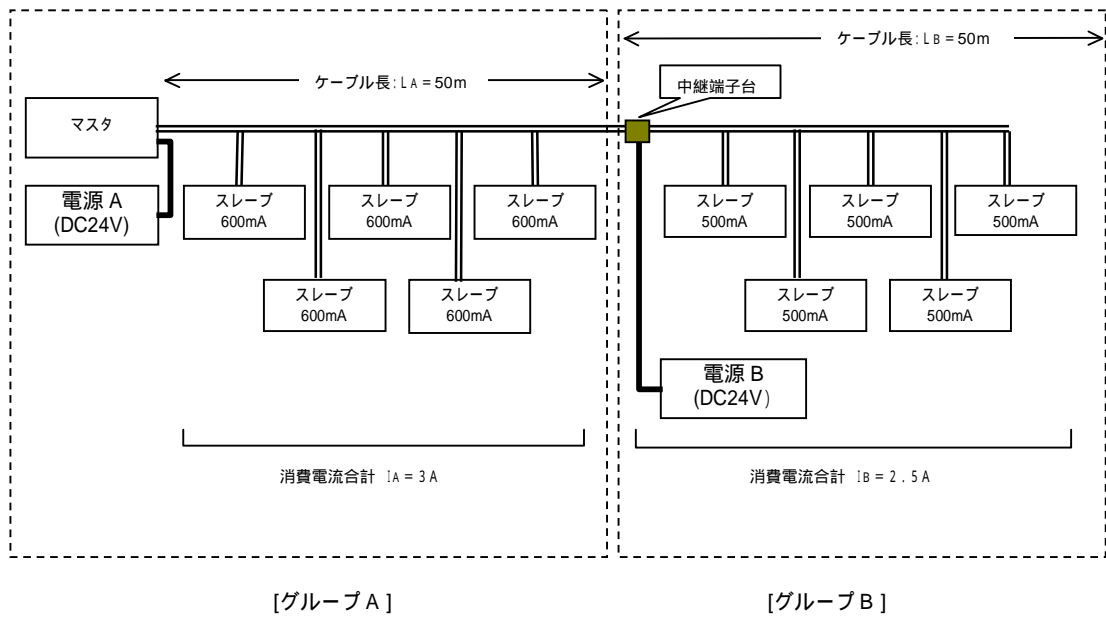 ケーブル長:LA=50m
ケーブル長:LB=50m
中継端子台
マスタ
電源 A
(DC24V)
スレーブ
600mA
スレーブ
600mA
スレーブ
600mA
スレーブ
500mA
スレーブ
500mA
スレーブ
500mA
スレーブ
600mA
スレーブ
600mA
スレーブ
500mA
スレーブ
500mA
電源 B
(DC24V)
消費電流合計 IA=3A
消費電流合計 IB=2.5A
[グループA]
[グループB]